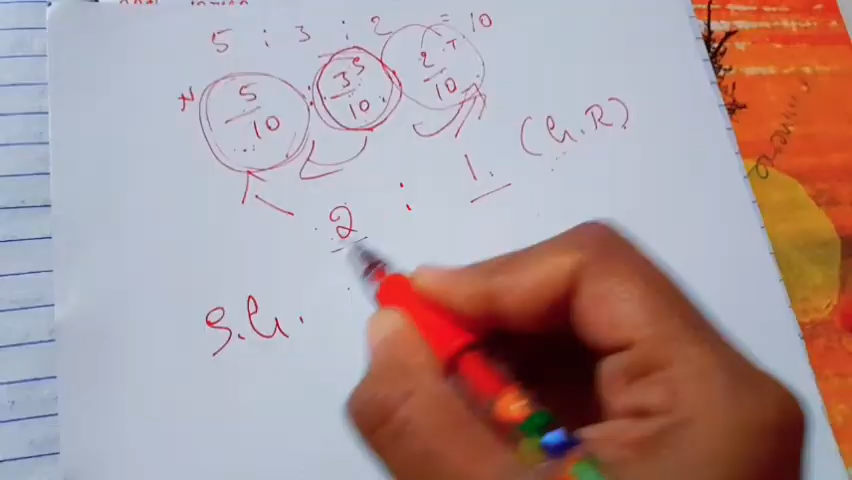 5 : 3 : 2 = 10
N 5/10 : 3/10 : 2/10
2 : 1. (G.R)
S.G.